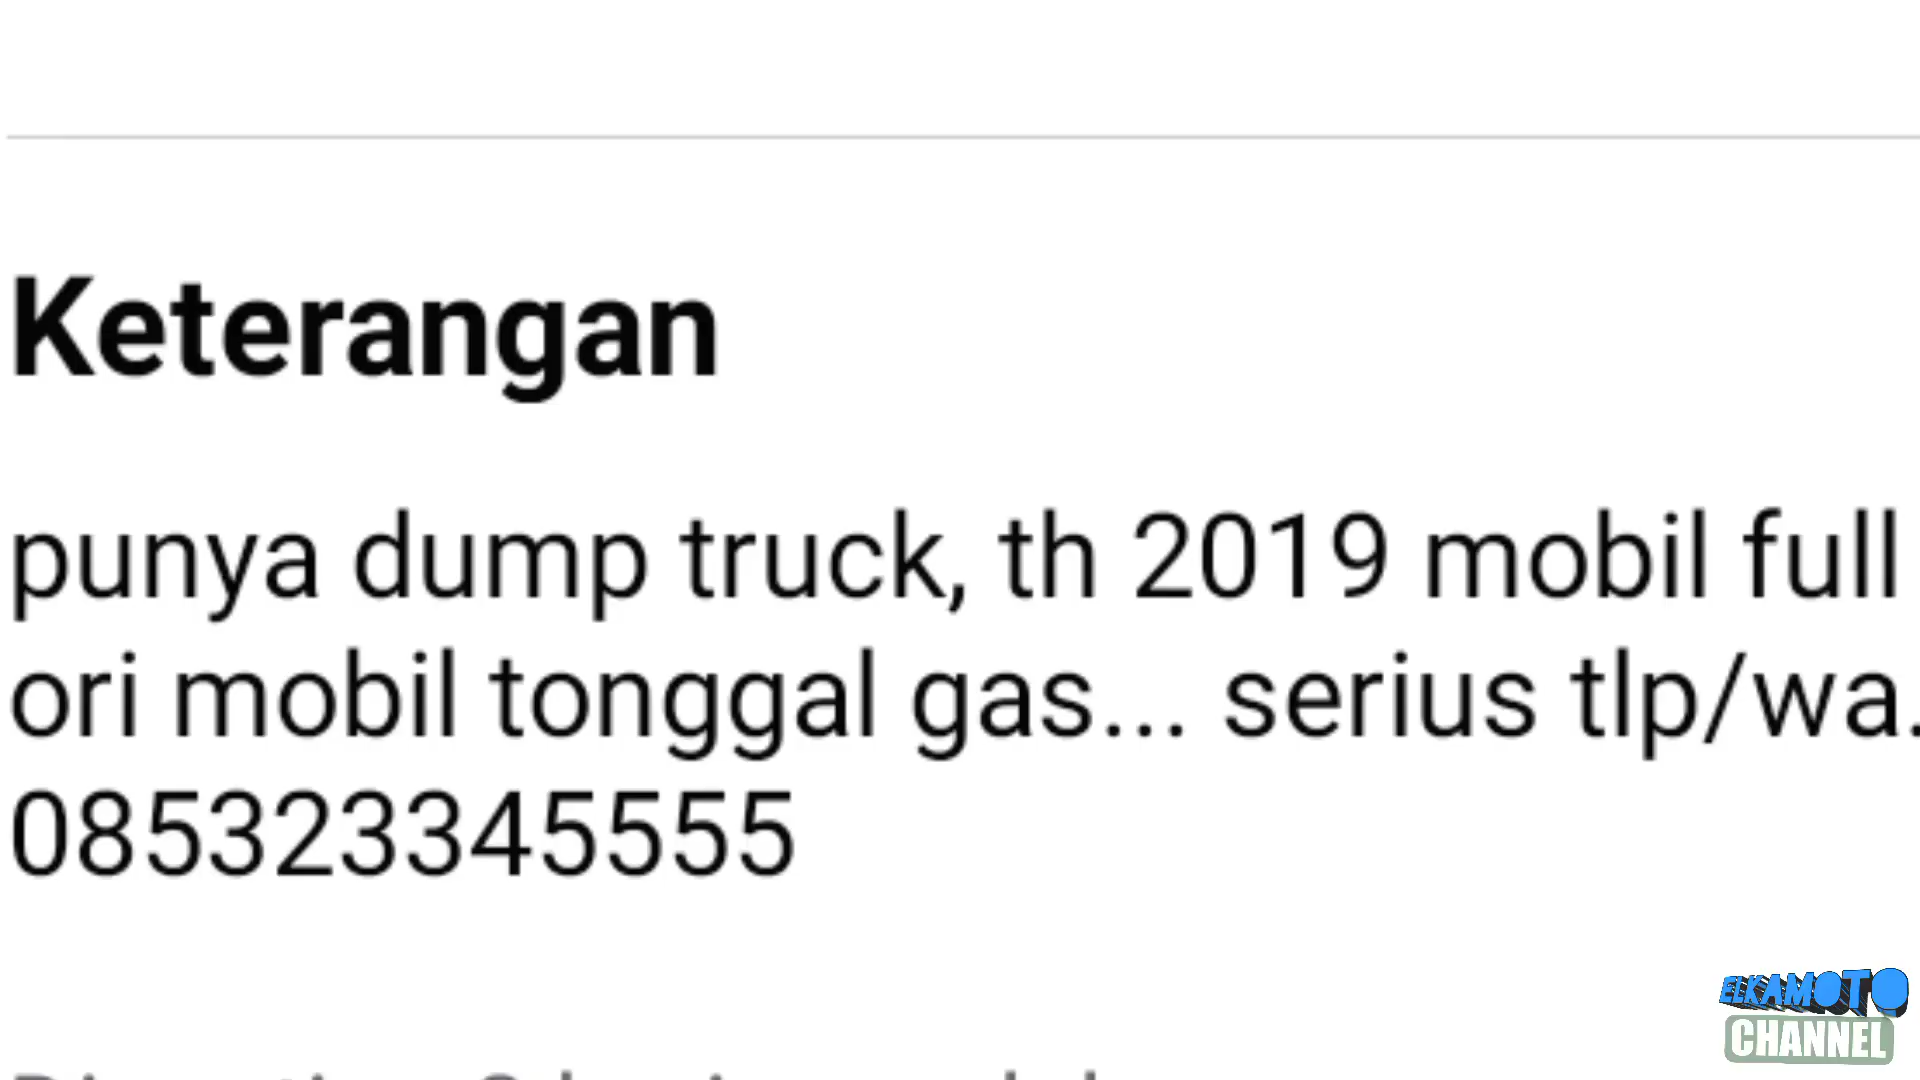 Keterangan
punya dump truck, th 2019 mobil full
ori mobil tonggal gas... serius tlp/wa.
085323345555
ELKAMOTO
CHANNEL